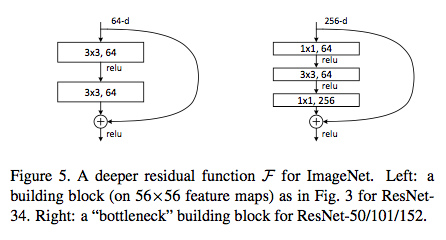 64-d
256-d
3x3, 64
relu
3x3, 64
relu
1x1, 64
relu
3x3, 64
relu
1x1, 256
relu
Figure 5. A deeper residual function F for ImageNet. Left: a
building block (on 56×56 feature maps) as in Fig. 3 for ResNet-
34. Right: a “bottleneck” building block for ResNet-50/101/152.